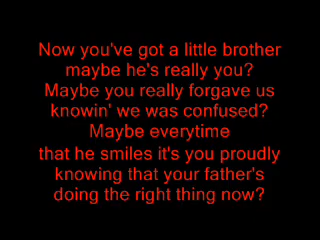 Now you've got a little brother
maybe he's really you?
Maybe you really forgave us
knowin' we was confused?
Maybe everytime
that he smiles it's you proudly
knowing that your father's
doing the right thing now?